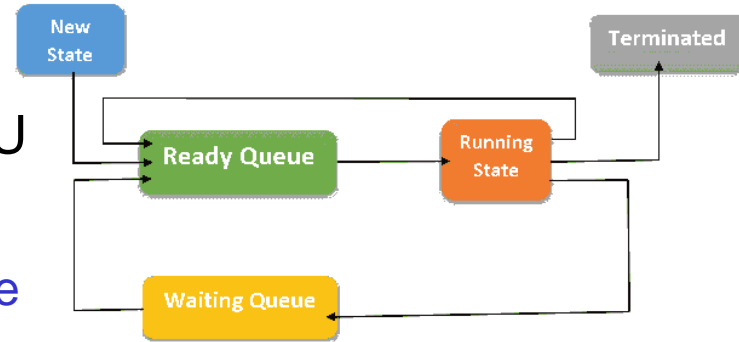 New
State
Terminated
U
Ready Queue
Running
State
e
Waiting Queue